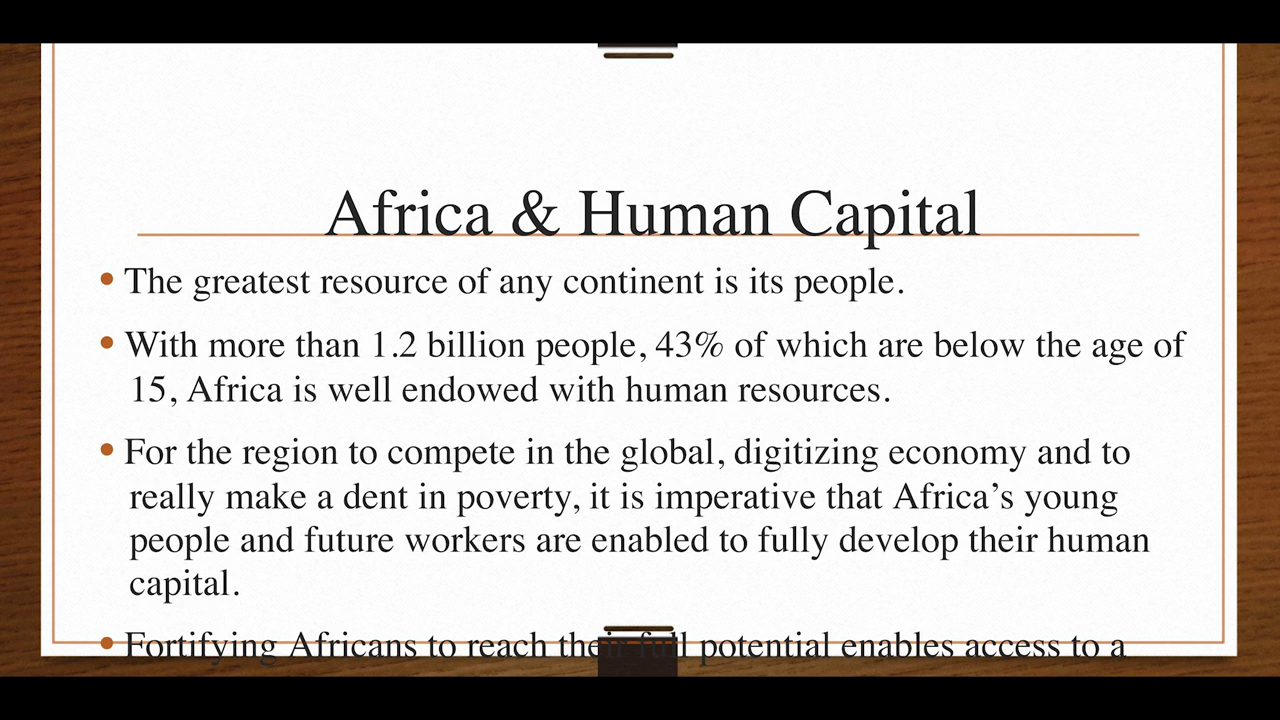 Africa & Human Capital
• The greatest resource of any continent is its people.
• With more than 1.2 billion people, 43% of which are below the age of
15, Africa is well endowed with human resources.
• For the region to compete in the global, digitizing economy and to
really make a dent in poverty, it is imperative that Africa’s young
people and future workers are enabled to fully develop their human
capital.
• Fortifying Africans to reach their full potential enables access to a